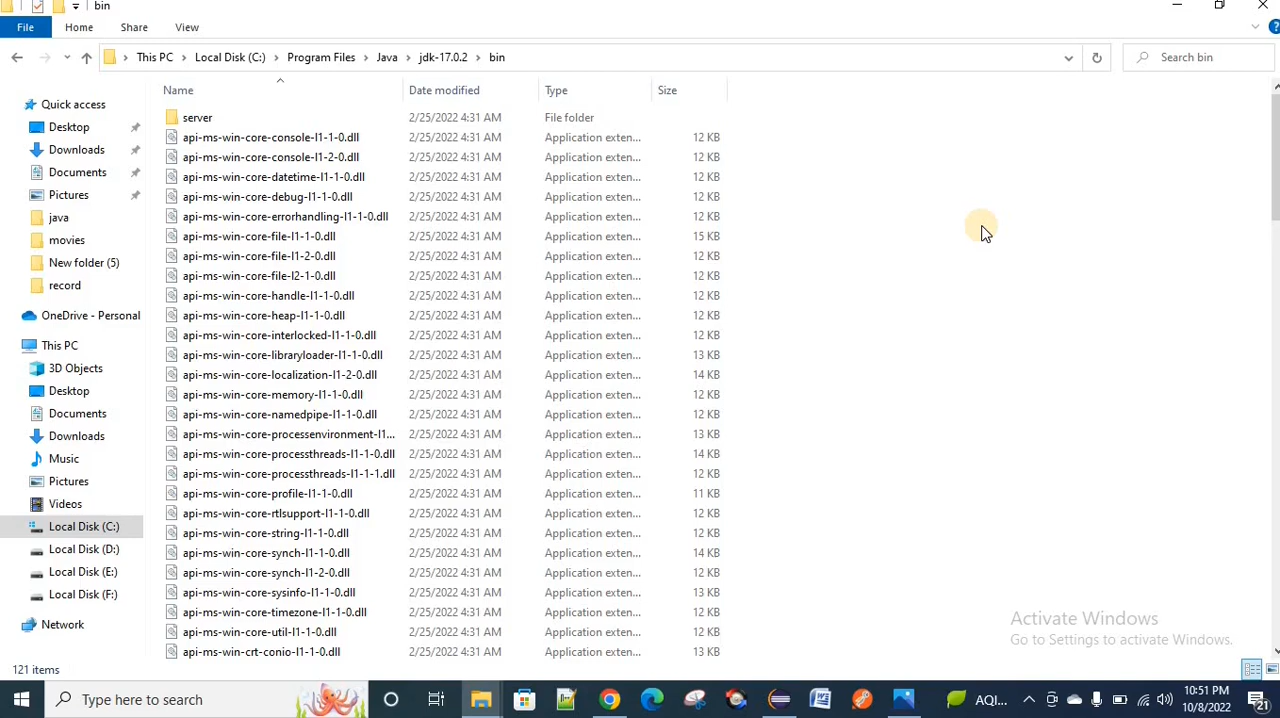 bin
File Home Share View
This PC Local Disk (C:) Program Files Java jdk-17.0.2 bin Search bin
Name Date modified Type Size
Quick access
Desktop
Downloads
Documents
Pictures
java
movies
New folder (5)
record
OneDrive - Personal
This PC
3D Objects
Desktop
Documents
Downloads
Music
Pictures
Videos
Local Disk (C:)
Local Disk (D:)
Local Disk (E:)
Local Disk (F:)
Network
server 2/25/2022 4:31 AM File folder
api-ms-win-core-console-l1-1-0.dll 2/25/2022 4:31 AM Application exten... 12 KB
api-ms-win-core-console-l1-2-0.dll 2/25/2022 4:31 AM Application exten... 12 KB
api-ms-win-core-datetime-l1-1-0.dll 2/25/2022 4:31 AM Application exten... 12 KB
api-ms-win-core-debug-l1-1-0.dll 2/25/2022 4:31 AM Application exten... 12 KB
api-ms-win-core-errorhandling-l1-1-0.dll 2/25/2022 4:31 AM Application exten... 12 KB
api-ms-win-core-file-l1-1-0.dll 2/25/2022 4:31 AM Application exten... 15 KB
api-ms-win-core-file-l1-2-0.dll 2/25/2022 4:31 AM Application exten... 12 KB
api-ms-win-core-file-l2-1-0.dll 2/25/2022 4:31 AM Application exten... 12 KB
api-ms-win-core-handle-l1-1-0.dll 2/25/2022 4:31 AM Application exten... 12 KB
api-ms-win-core-heap-l1-1-0.dll 2/25/2022 4:31 AM Application exten... 12 KB
api-ms-win-core-interlocked-l1-1-0.dll 2/25/2022 4:31 AM Application exten... 12 KB
api-ms-win-core-libraryloader-l1-1-0.dll 2/25/2022 4:31 AM Application exten... 13 KB
api-ms-win-core-localization-l1-2-0.dll 2/25/2022 4:31 AM Application exten... 14 KB
api-ms-win-core-memory-l1-1-0.dll 2/25/2022 4:31 AM Application exten... 12 KB
api-ms-win-core-namedpipe-l1-1-0.dll 2/25/2022 4:31 AM Application exten... 12 KB
api-ms-win-core-processenvironment-l1... 2/25/2022 4:31 AM Application exten... 13 KB
api-ms-win-core-processthreads-l1-1-0.dll 2/25/2022 4:31 AM Application exten... 14 KB
api-ms-win-core-processthreads-l1-1-1.dll 2/25/2022 4:31 AM Application exten... 12 KB
api-ms-win-core-profile-l1-1-0.dll 2/25/2022 4:31 AM Application exten... 11 KB
api-ms-win-core-rtlsupport-l1-1-0.dll 2/25/2022 4:31 AM Application exten... 12 KB
api-ms-win-core-string-l1-1-0.dll 2/25/2022 4:31 AM Application exten... 12 KB
api-ms-win-core-synch-l1-1-0.dll 2/25/2022 4:31 AM Application exten... 14 KB
api-ms-win-core-synch-l1-2-0.dll 2/25/2022 4:31 AM Application exten... 12 KB
api-ms-win-core-sysinfo-l1-1-0.dll 2/25/2022 4:31 AM Application exten... 13 KB
api-ms-win-core-timezone-l1-1-0.dll 2/25/2022 4:31 AM Application exten... 12 KB
api-ms-win-core-util-l1-1-0.dll 2/25/2022 4:31 AM Application exten... 12 KB
api-ms-win-crt-conio-l1-1-0.dll 2/25/2022 4:31 AM Application exten... 13 KB
Activate Windows
Go to Settings to activate Windows.
121 items
Type here to search AQI... 10:51 PM
10/8/2022 21